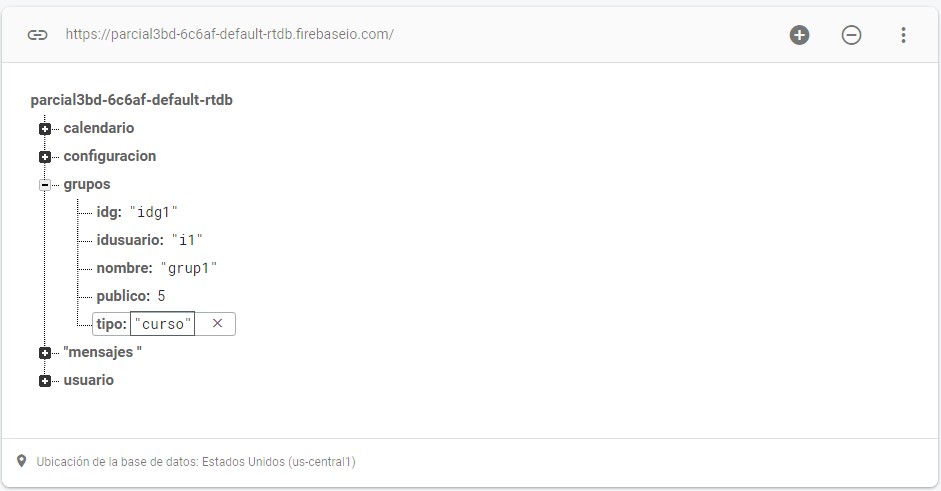 https://parcial3bd-6c6af-default-rtdb.firebaseio.com/
parcial3bd-6c6af-default-rtdb
calendario
configuracion
grupos
idg: "idg1"
idusuario: "i1"
nombre: "grup1"
publico: 5
tipo: "curso"
"mensajes "
usuario
Ubicación de la base de datos: Estados Unidos (us-central1)